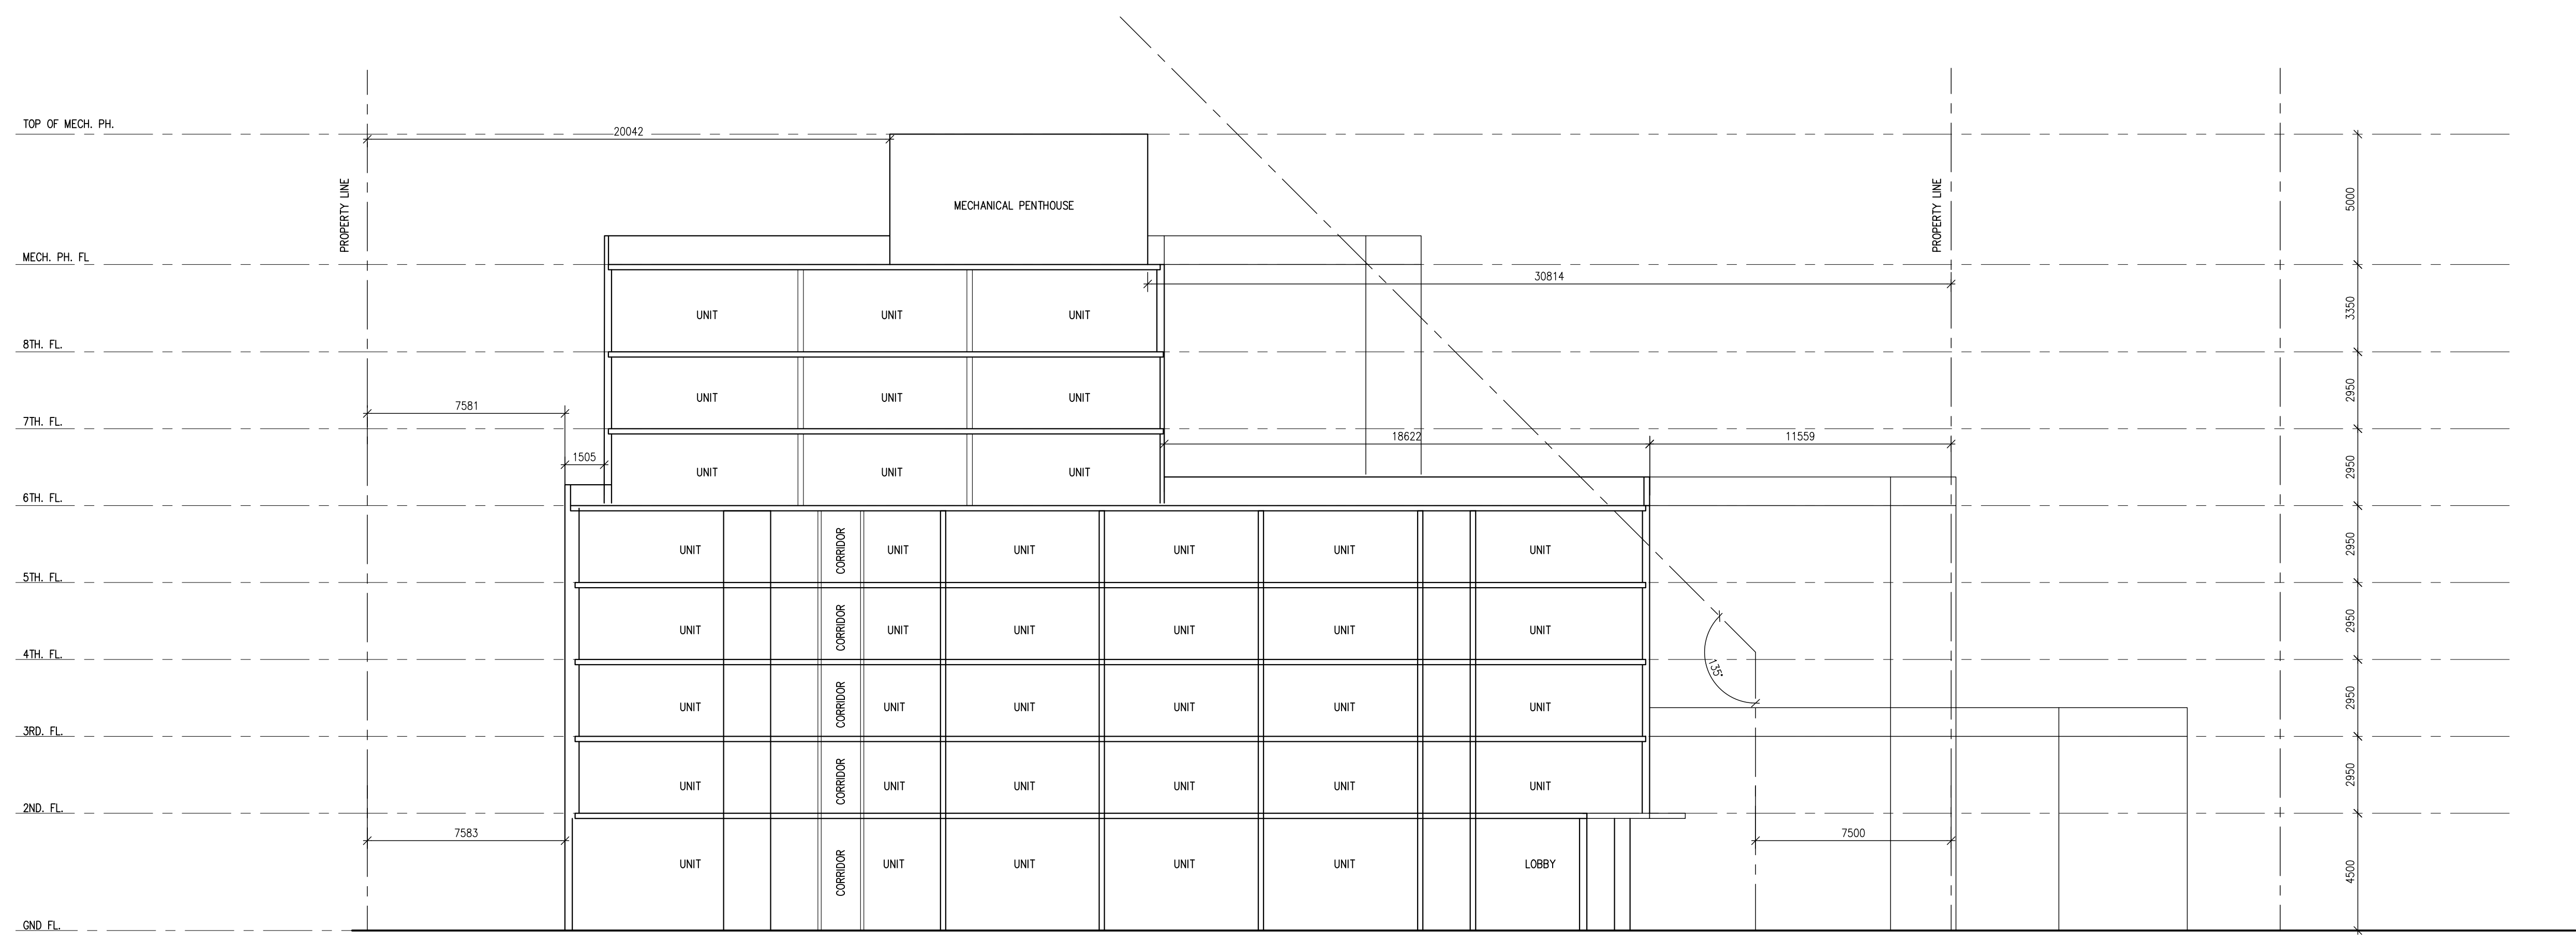 TOP OF MECH. PH.
20042
PROPERTY LINE
PROPERTY LINE
5000
MECHANICAL PENTHOUSE
MECH. PH. FL
30814
3350
UNIT UNIT UNIT
8TH. FL.
2950
UNIT UNIT UNIT
7581
7TH. FL.
18622 11559
1505
2950
UNIT UNIT UNIT
6TH. FL.
2950
UNIT CORRIDOR UNIT UNIT UNIT UNIT UNIT
5TH. FL.
2950
UNIT CORRIDOR UNIT UNIT UNIT UNIT UNIT
4TH. FL.
135°
2950
UNIT CORRIDOR UNIT UNIT UNIT UNIT UNIT
3RD. FL.
2950
UNIT CORRIDOR UNIT UNIT UNIT UNIT UNIT
2ND. FL.
7583 7500
4500
UNIT CORRIDOR UNIT UNIT UNIT UNIT LOBBY
GND FL.